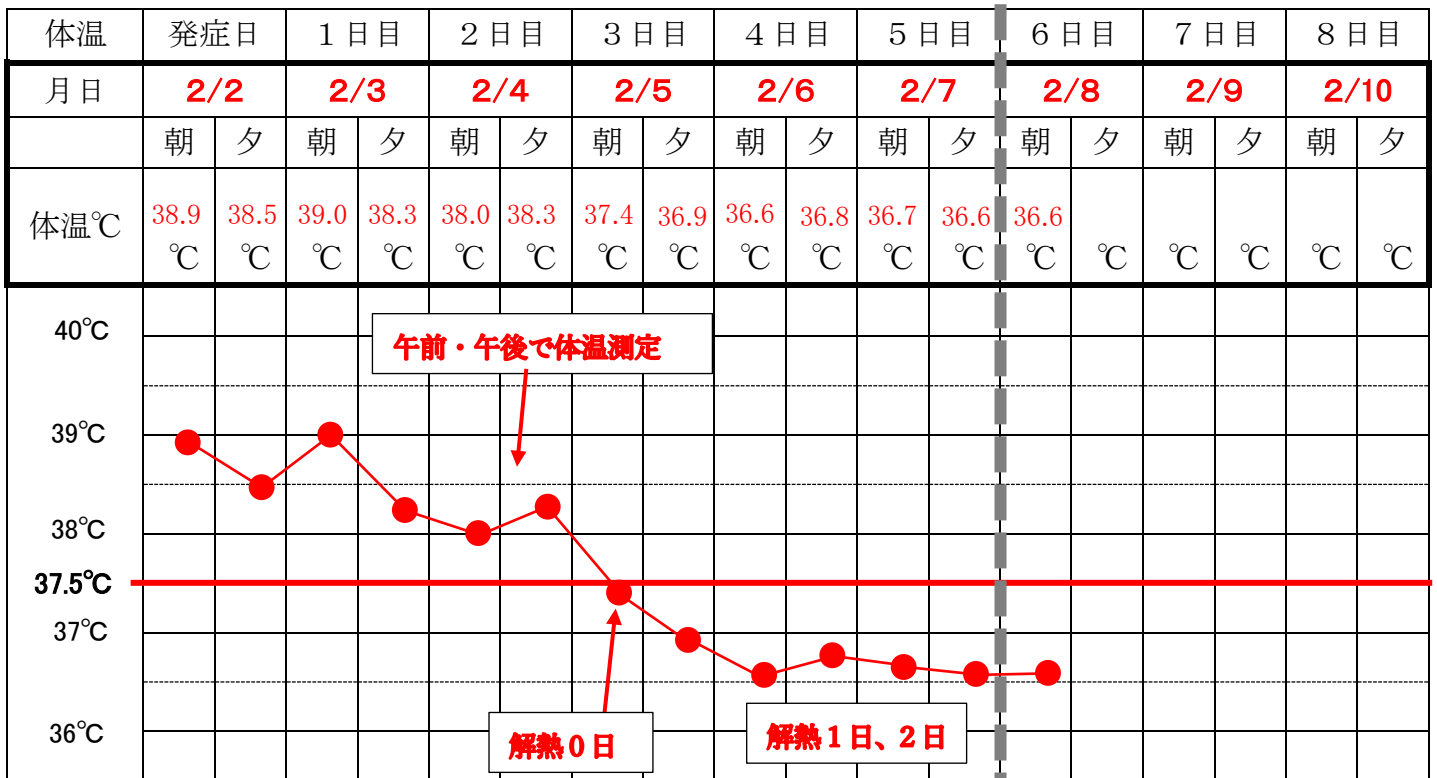 体温 発症日 1日目 2日目 3日目 4日目 5日目 6日目 7日目 8日目
月日 2/2 2/3 2/4 2/5 2/6 2/7 2/8 2/9 2/10
朝 夕 朝 夕 朝 夕 朝 夕 朝 夕 朝 夕 朝 夕 朝 夕 朝 夕
体温℃ 38.9 38.5 39.0 38.3 38.0 38.3 37.4 36.9 36.6 36.8 36.7 36.6 36.6
℃ ℃ ℃ ℃ ℃ ℃ ℃ ℃ ℃ ℃ ℃ ℃ ℃ ℃ ℃ ℃ ℃ ℃
40℃
午前・午後で体温測定
39℃
38℃
37.5℃
37℃
36℃
解熱0日
解熱1日、2日